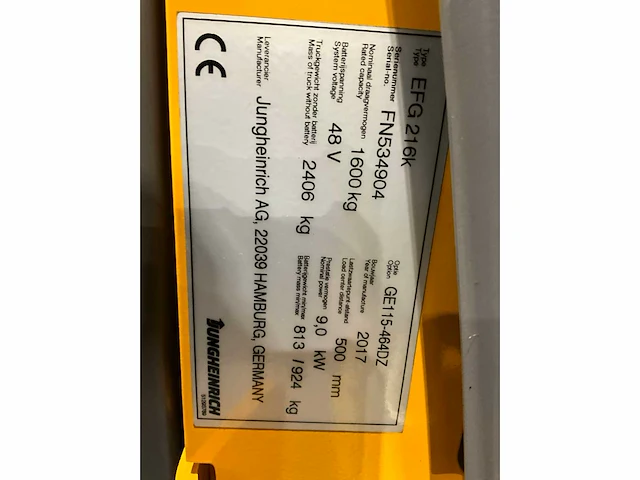 Type
Type EFG 216k
Optie
Option GE115-464DZ
Serienummer
Serial-no. FN534904
Bouwjaar
Year of manufacture 2017
Nominaal draagvermogen
Rated capacity 1600 kg
Lastzwaartepunt-afstand
Load center distance 500 mm
Batterijspanning
System voltage 48 V
Prestatie vermogen
Nominal power 9,0 kW
Truckgewicht zonder batterij
Mass of truck without battery 2406 kg
Batterijgewicht min/max
Battery mass min/max 813 / 924 kg
Leverancier
Manufacturer Jungheinrich AG, 22039 HAMBURG, GERMANY
CE
JUNGHEINRICH